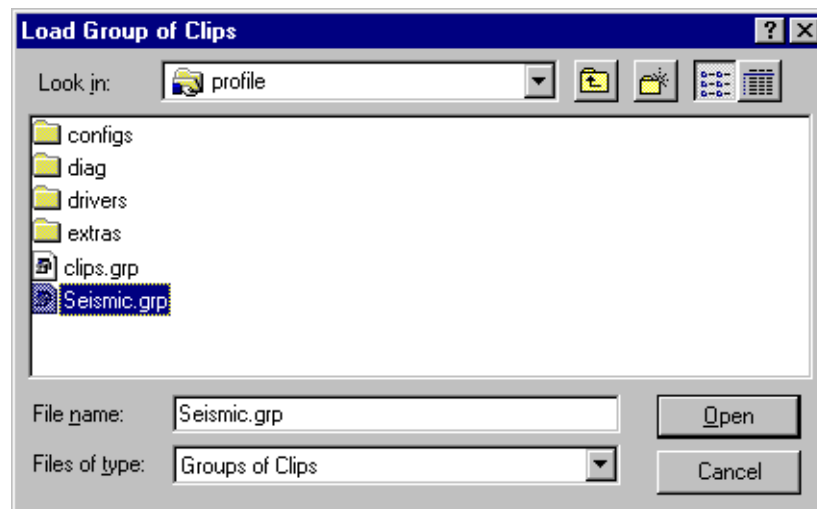 Load Group of Clips
Look in: profile
configs
diag
drivers
extras
clips.grp
Seismic.grp
File name: Seismic.grp Open
Files of type: Groups of Clips Cancel